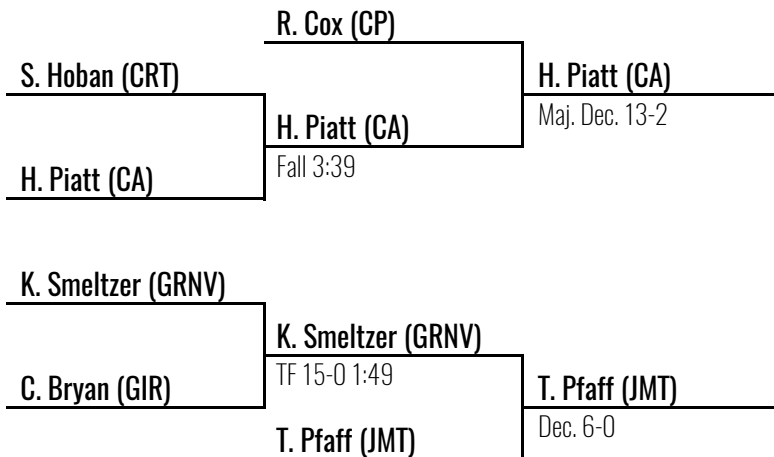 R. Cox (CP)
S. Hoban (CRT)
H. Piatt (CA)
Maj. Dec. 13-2
H. Piatt (CA)
Fall 3:39
H. Piatt (CA)
K. Smeltzer (GRNV)
K. Smeltzer (GRNV)
TF 15-0 1:49
C. Bryan (GIR)
T. Pfaff (JMT)
Dec. 6-0
T. Pfaff (JMT)